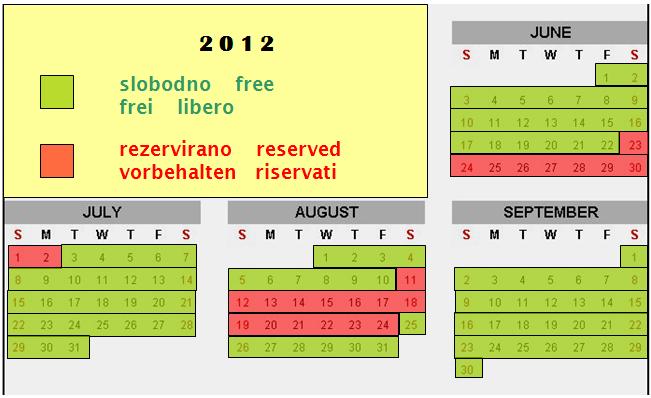 2012
slobodno free
frei libero
rezervirano reserved
vorbehalten riservati
JUNE
S M T W T F S
1 2
3 4 5 6 7 8 9
10 11 12 13 14 15 16
17 18 19 20 21 22 23
24 25 26 27 28 29 30
JULY
S M T W T F S
1 2 3 4 5 6 7
8 9 10 11 12 13 14
15 16 17 18 19 20 21
22 23 24 25 26 27 28
29 30 31
AUGUST
S M T W T F S
1 2 3 4
5 6 7 8 9 10 11
12 13 14 15 16 17 18
19 20 21 22 23 24 25
26 27 28 29 30 31
SEPTEMBER
S M T W T F S
1
2 3 4 5 6 7 8
9 10 11 12 13 14 15
16 17 18 19 20 21 22
23 24 25 26 27 28 29
30